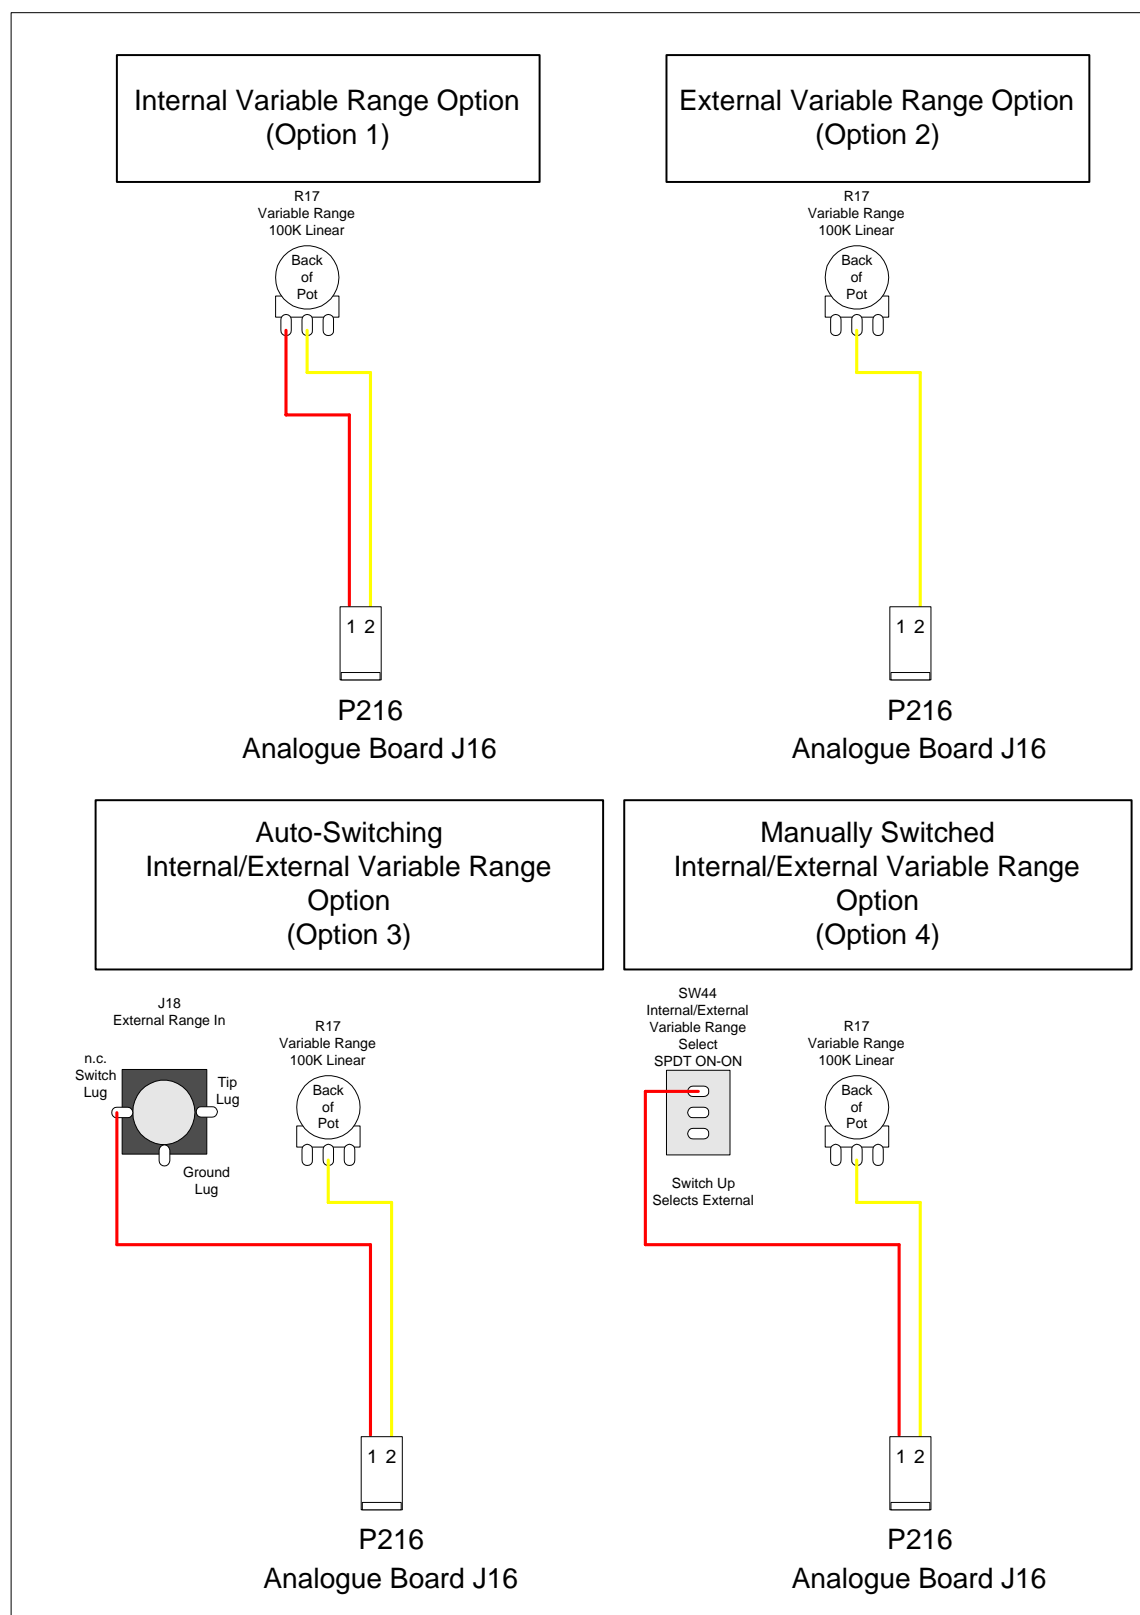 Internal Variable Range Option
(Option 1)
R17
Variable Range
100K Linear
Back
of
Pot
1 2
P216
Analogue Board J16
External Variable Range Option
(Option 2)
R17
Variable Range
100K Linear
Back
of
Pot
1 2
P216
Analogue Board J16
Auto-Switching
Internal/External Variable Range
Option
(Option 3)
J18
External Range In
n.c.
Switch
Lug
Tip
Lug
Ground
Lug
R17
Variable Range
100K Linear
Back
of
Pot
1 2
P216
Analogue Board J16
Manually Switched
Internal/External Variable Range
Option
(Option 4)
SW44
Internal/External
Variable Range
Select
SPDT ON-ON
Switch Up
Selects External
R17
Variable Range
100K Linear
Back
of
Pot
1 2
P216
Analogue Board J16